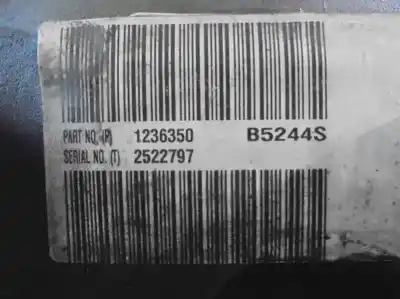 PART NO. (P) 1236350 B5244S
SERIAL NO. (T) 2522797